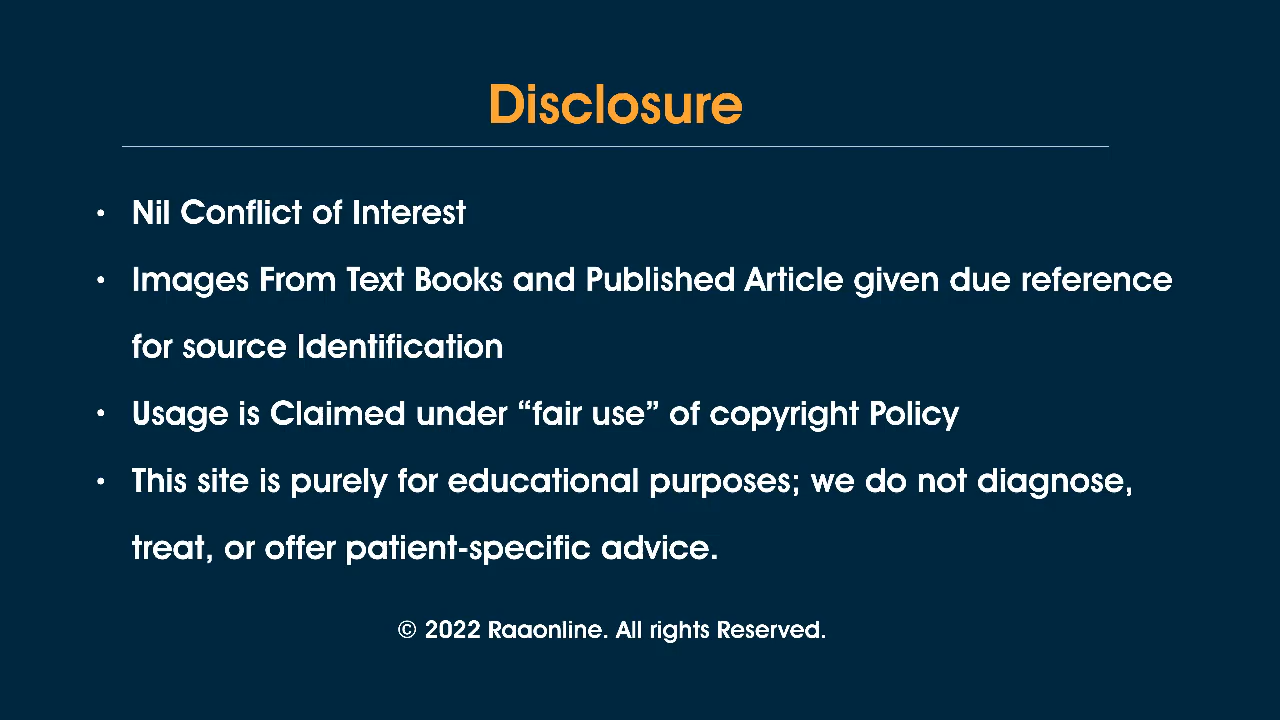 Disclosure
• Nil Conflict of Interest
• Images From Text Books and Published Article given due reference
for source Identification
• Usage is Claimed under “fair use” of copyright Policy
• This site is purely for educational purposes; we do not diagnose,
treat, or offer patient-specific advice.
© 2022 Raaonline. All rights Reserved.